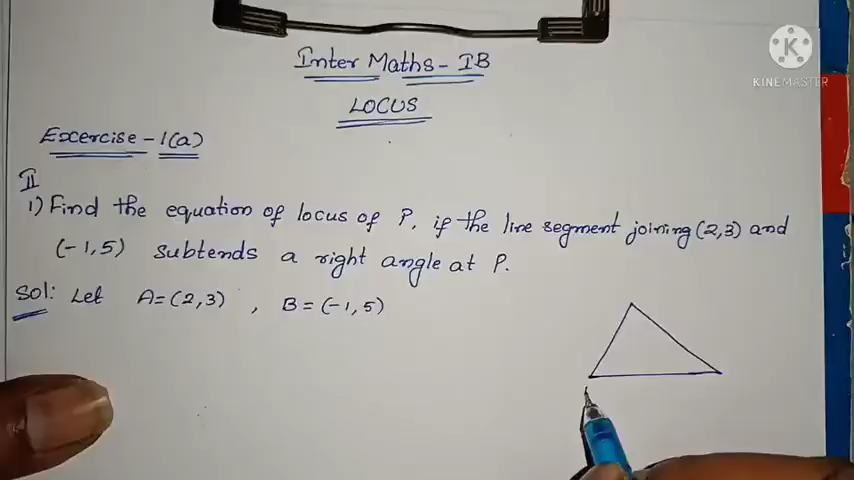 Inter Maths - IB
K
KINEMASTER
LOCUS
Excercise - 1(a)
II
1) Find the equation of locus of P, if the line segment joining (2,3) and
(-1,5) subtends a right angle at P.
Sol: Let A=(2,3) , B=(-1,5)